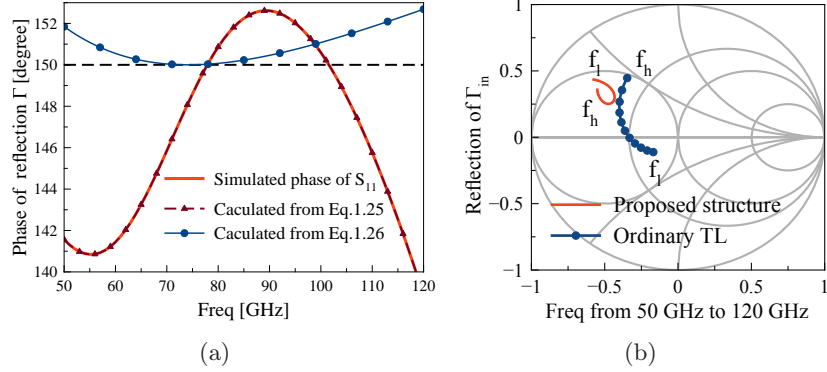 Phase of reflection Γ [degree]
152
150
148
146
144
142
140
Simulated phase of S11
Caculated from Eq.1.25
Caculated from Eq.1.26
50 60 70 80 90 100 110 120
Freq [GHz]
(a)
Reflection of Γin
1
0.5
0
−0.5
−1
fl
fh
fh
fl
Proposed structure
Ordinary TL
−1 −0.5 0 0.5 1
Freq from 50 GHz to 120 GHz
(b)